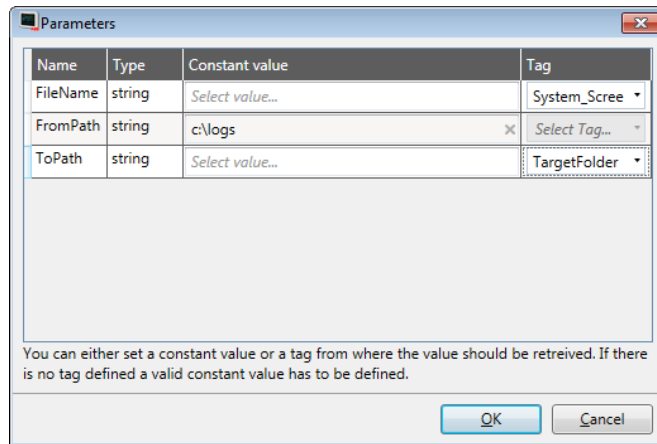 Parameters
Name Type Constant value Tag
FileName string Select value... System_Scree
FromPath string c:\logs Select Tag...
ToPath string Select value... TargetFolder
You can either set a constant value or a tag from where the value should be retreived. If there
is no tag defined a valid constant value has to be defined.
OK Cancel